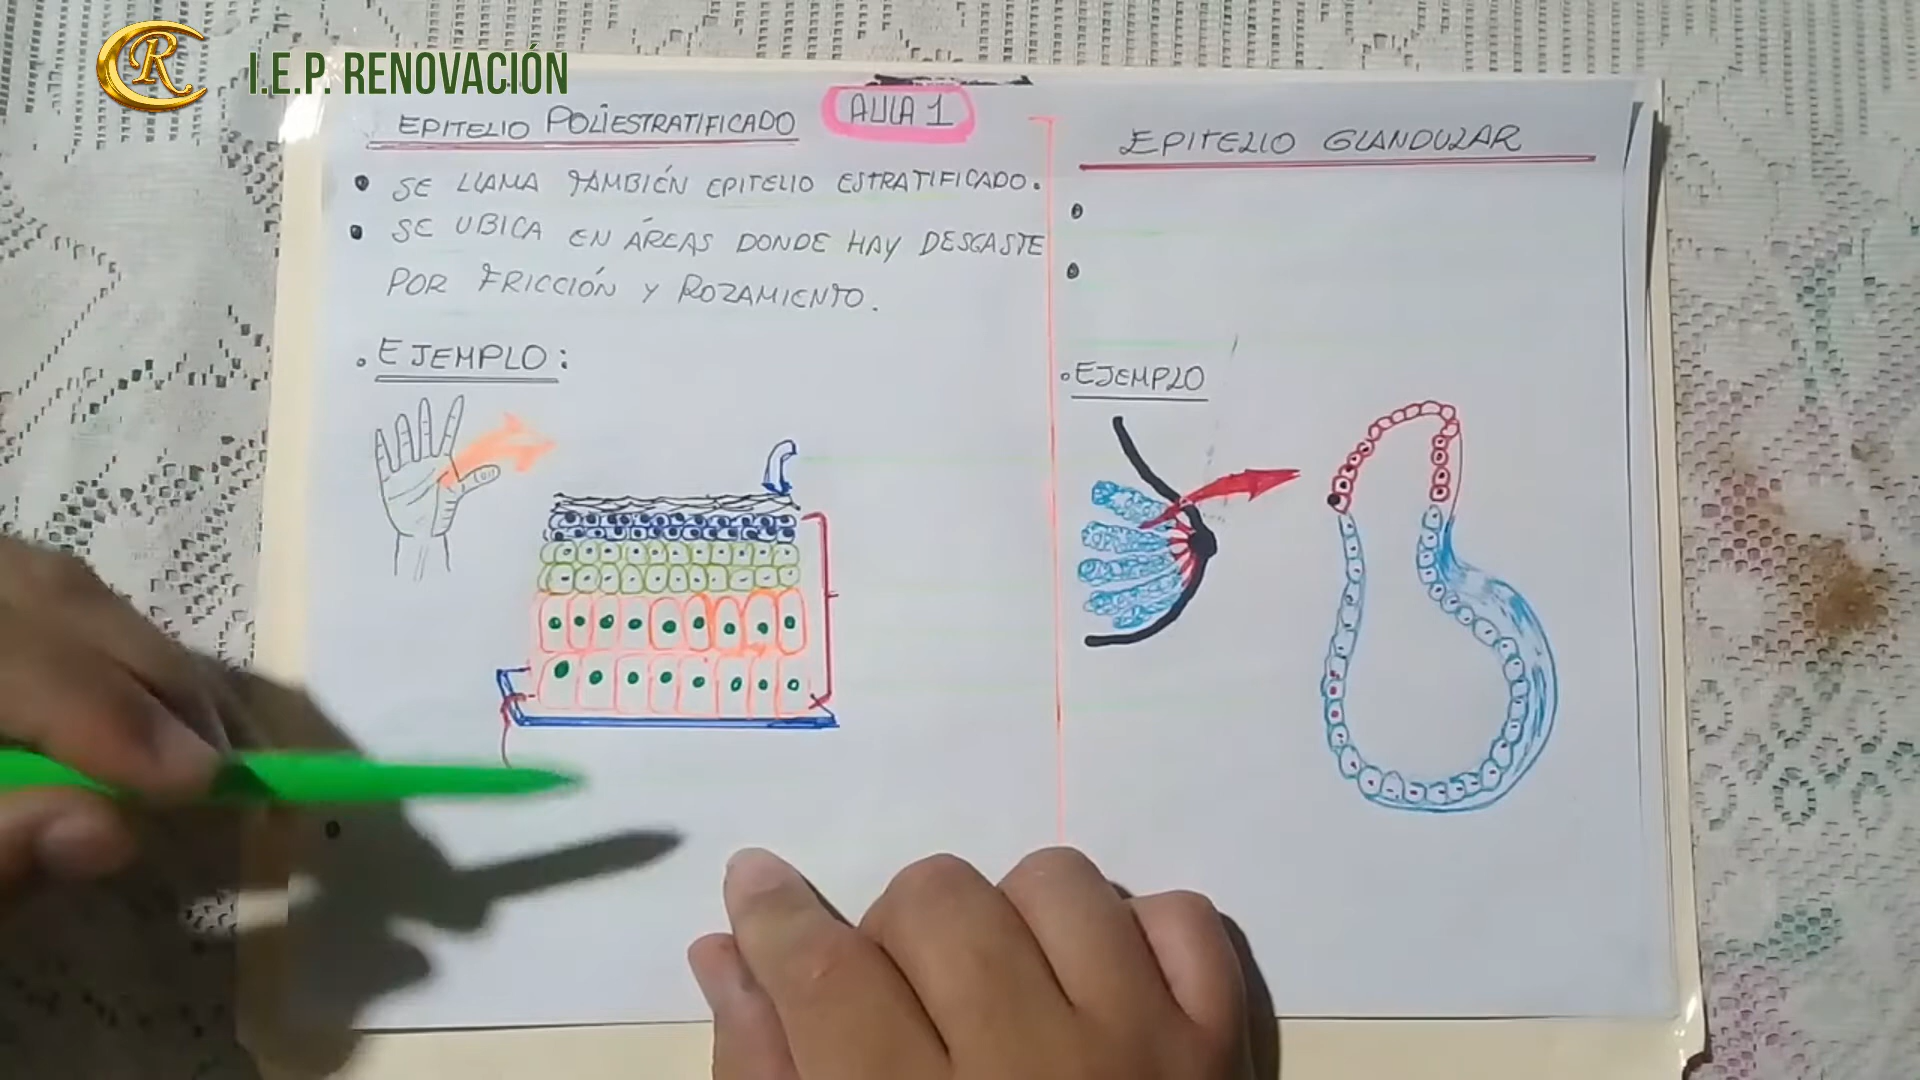 I.E.P. RENOVACIÓN
EPITELIO POLIESTRATIFICADO
AULA 1
• SE LLAMA TAMBIÉN EPITELIO ESTRATIFICADO.
• SE UBICA EN ÁREAS DONDE HAY DESGASTE
POR FRICCIÓN Y ROZAMIENTO.
• EJEMPLO:
EPITELIO GLANDULAR
• EJEMPLO